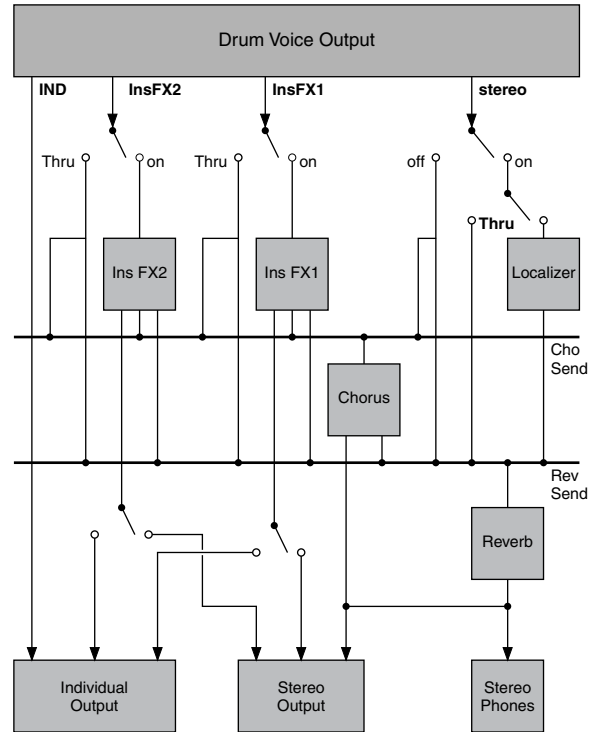 Drum Voice Output
IND
InsFX2
InsFX1
stereo
Thru
on
Thru
on
off
on
Thru
Ins FX2
Ins FX1
Localizer
Cho
Send
Chorus
Rev
Send
Reverb
Individual
Output
Stereo
Output
Stereo
Phones